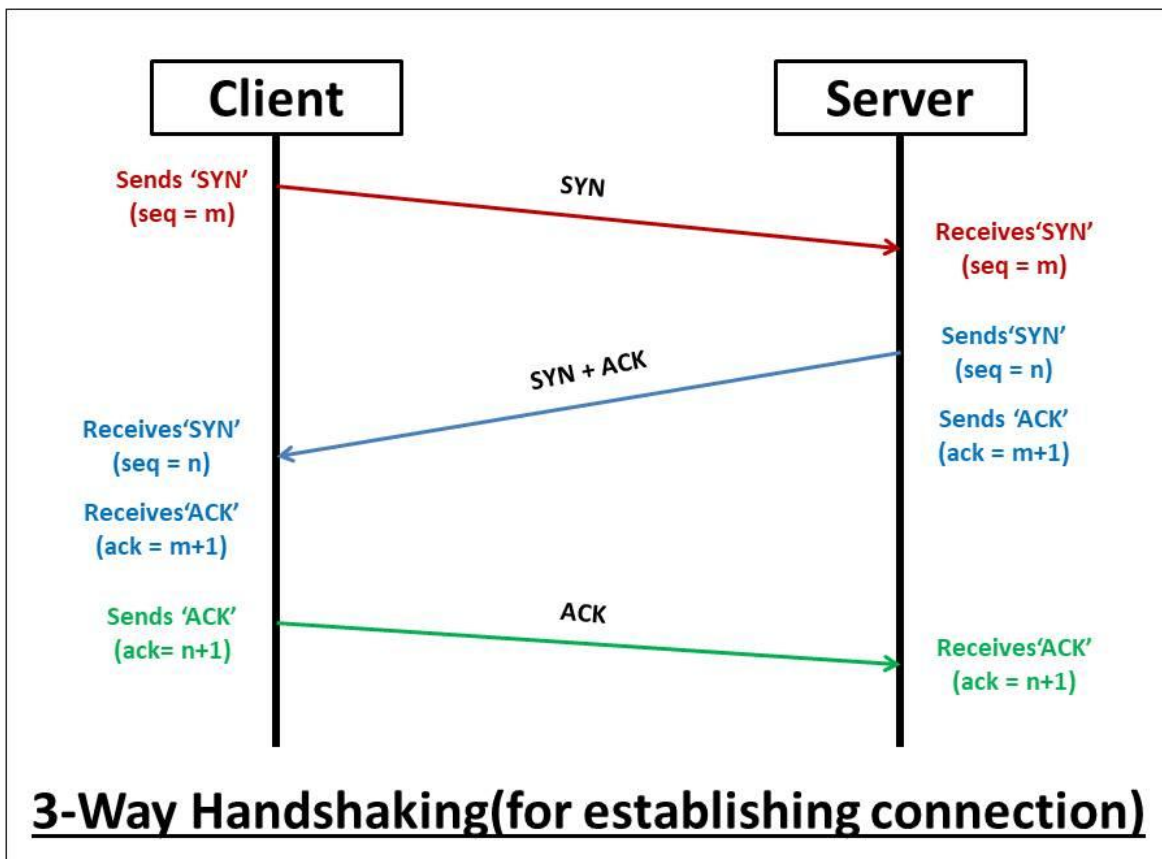 Client
Server
Sends ‘SYN’
(seq = m)
SYN
Receives‘SYN’
(seq = m)
Sends‘SYN’
(seq = n)
SYN + ACK
Sends ‘ACK’
(ack = m+1)
Receives‘SYN’
(seq = n)
Receives‘ACK’
(ack = m+1)
Sends ‘ACK’
(ack= n+1)
ACK
Receives‘ACK’
(ack = n+1)
3-Way Handshaking(for establishing connection)